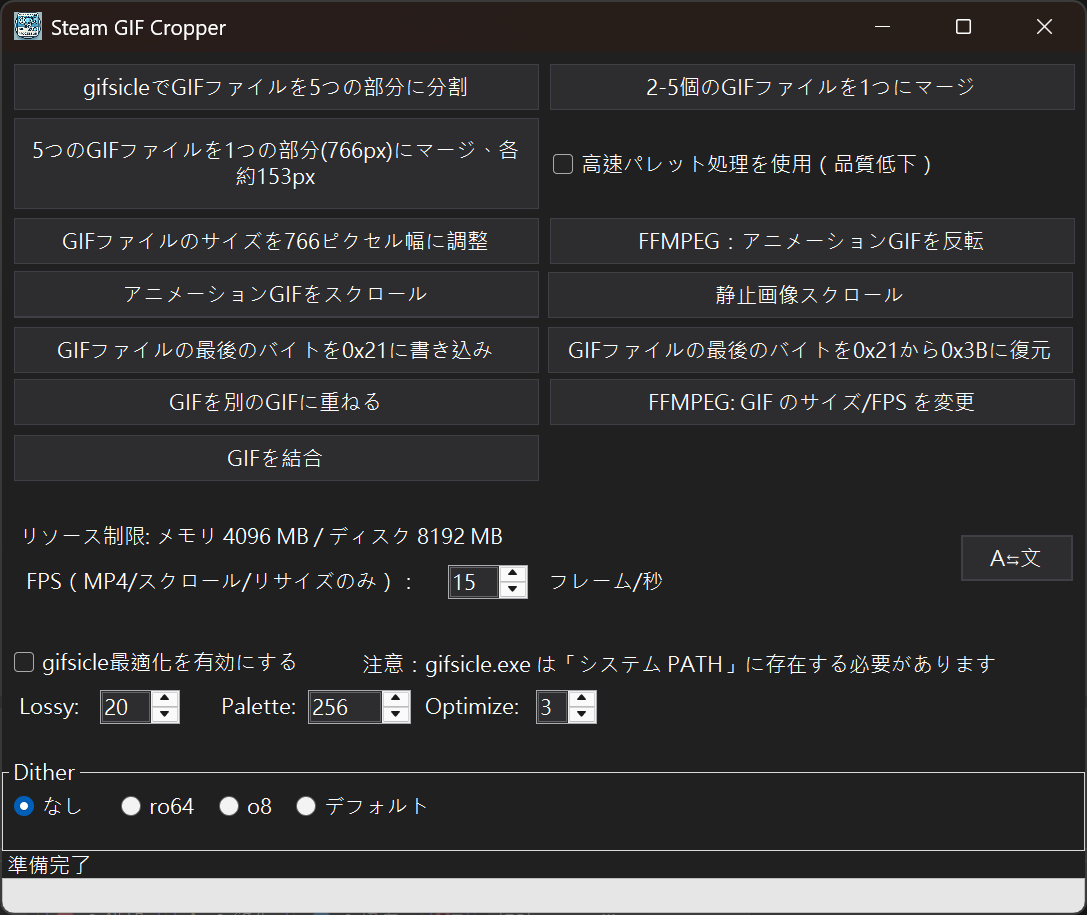 Steam GIF Cropper
gifsicleでGIFファイルを5つの部分に分割
2-5個のGIFファイルを1つにマージ
5つのGIFファイルを1つの部分(766px)にマージ、各
約153px
高速パレット処理を使用（品質低下）
GIFファイルのサイズを766ピクセル幅に調整
FFMPEG：アニメーションGIFを反転
アニメーションGIFをスクロール
静止画像スクロール
GIFファイルの最後のバイトを0x21に書き込み
GIFファイルの最後のバイトを0x21から0x3Bに復元
GIFを別のGIFに重ねる
FFMPEG: GIF のサイズ/FPS を変更
GIFを結合
リソース制限: メモリ 4096 MB / ディスク 8192 MB
A⇆文
FPS（MP4/スクロール/リサイズのみ）： 15 フレーム/秒
gifsicle最適化を有効にする
注意：gifsicle.exe は「システム PATH」に存在する必要があります
Lossy: 20 Palette: 256 Optimize: 3
Dither
なし ro64 o8 デフォルト
準備完了